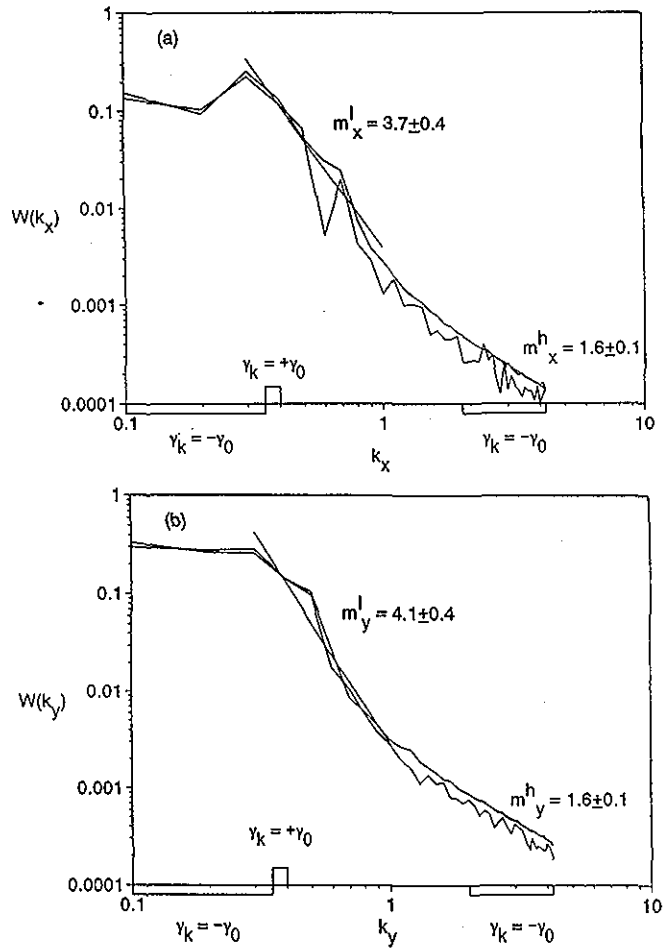 1
(a)
0.1
m^l_x = 3.7±0.4
W(k_x)
0.01
0.001
m^h_x = 1.6±0.1
γ_k = +γ_0
0.0001
0.1
1
10
γ_k = −γ_0
k_x
γ_k = −γ_0
1
(b)
0.1
m^l_y = 4.1±0.4
W(k_y)
0.01
0.001
m^h_y = 1.6±0.1
γ_k = +γ_0
0.0001
0.1
1
10
γ_k = −γ_0
k_y
γ_k = −γ_0